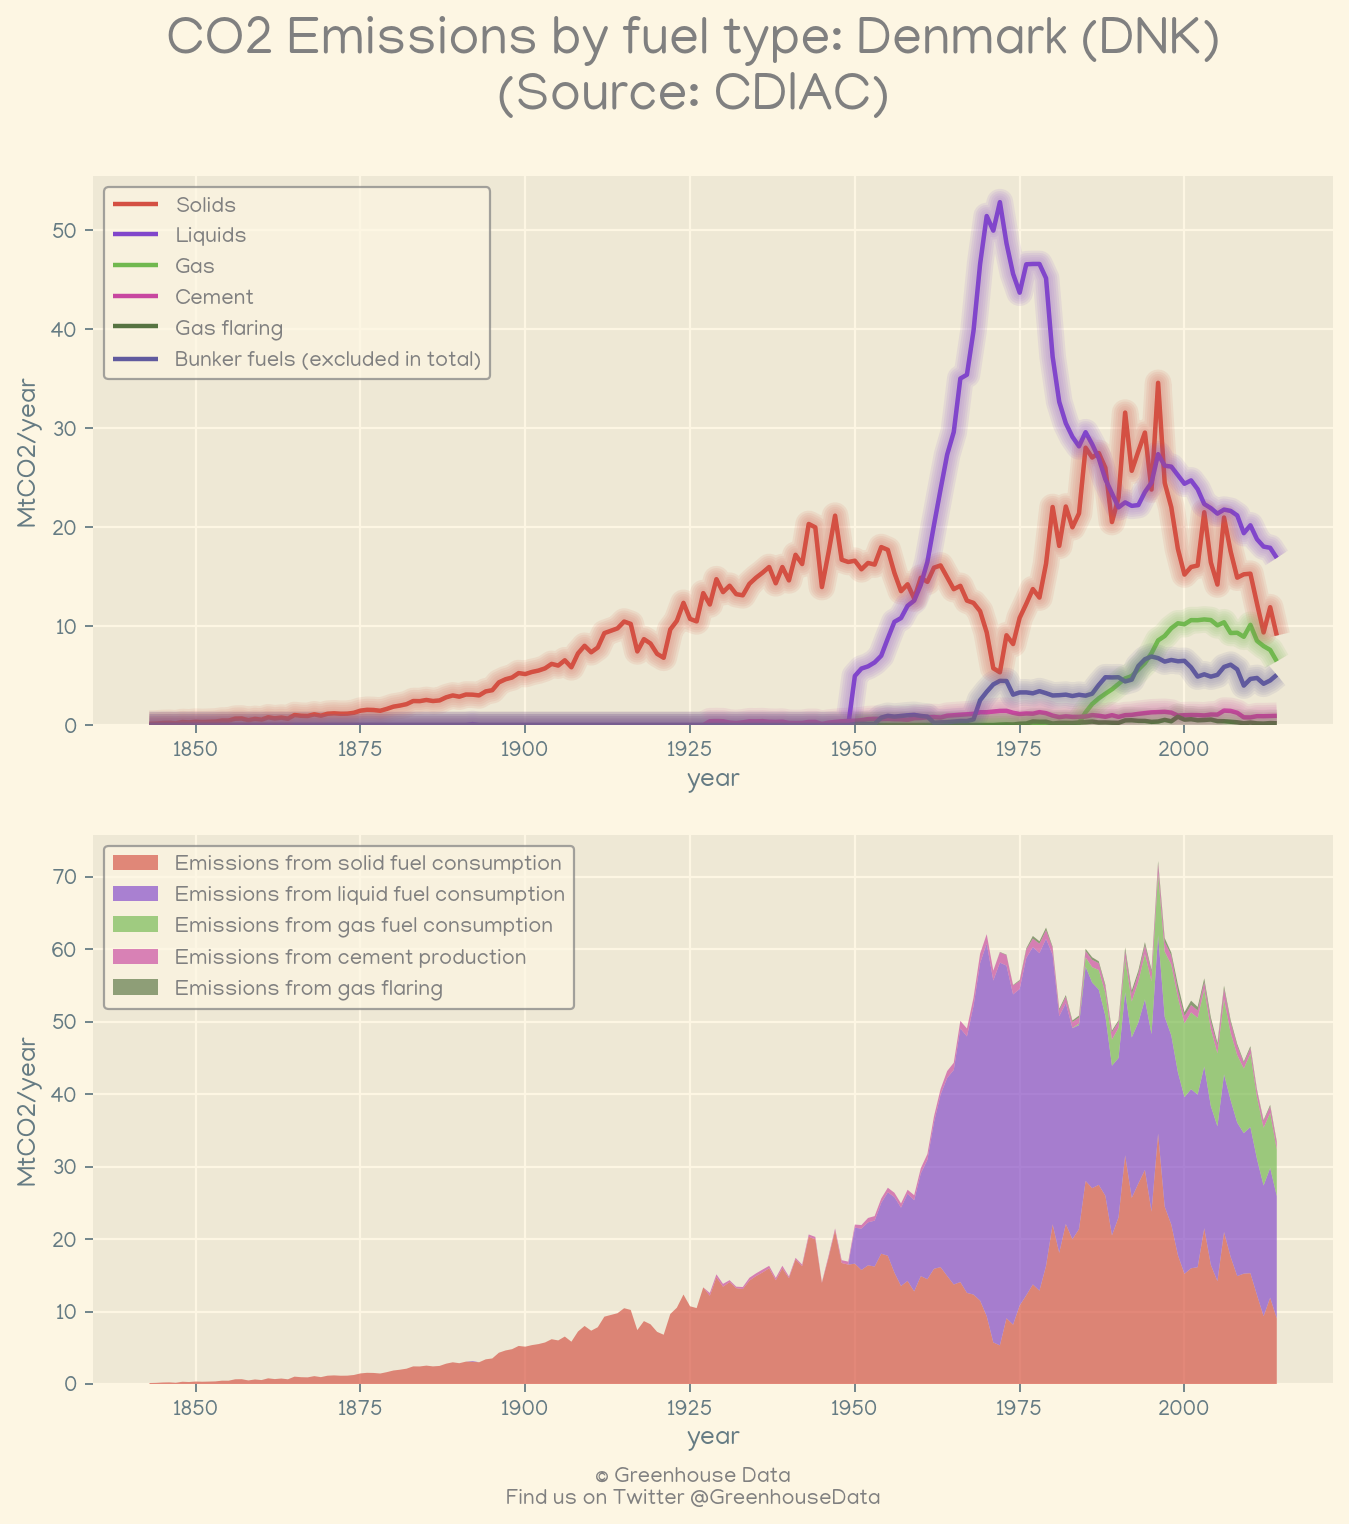 CO2 Emissions by fuel type: Denmark (DNK)
(Source: CDIAC)
Solids
Liquids
Gas
Cement
Gas flaring
Bunker fuels (excluded in total)
MtCO2/year
50
40
30
20
10
0
1850 1875 1900 1925 1950 1975 2000
year
Emissions from solid fuel consumption
Emissions from liquid fuel consumption
Emissions from gas fuel consumption
Emissions from cement production
Emissions from gas flaring
MtCO2/year
70
60
50
40
30
20
10
0
1850 1875 1900 1925 1950 1975 2000
year
© Greenhouse Data
Find us on Twitter @GreenhouseData